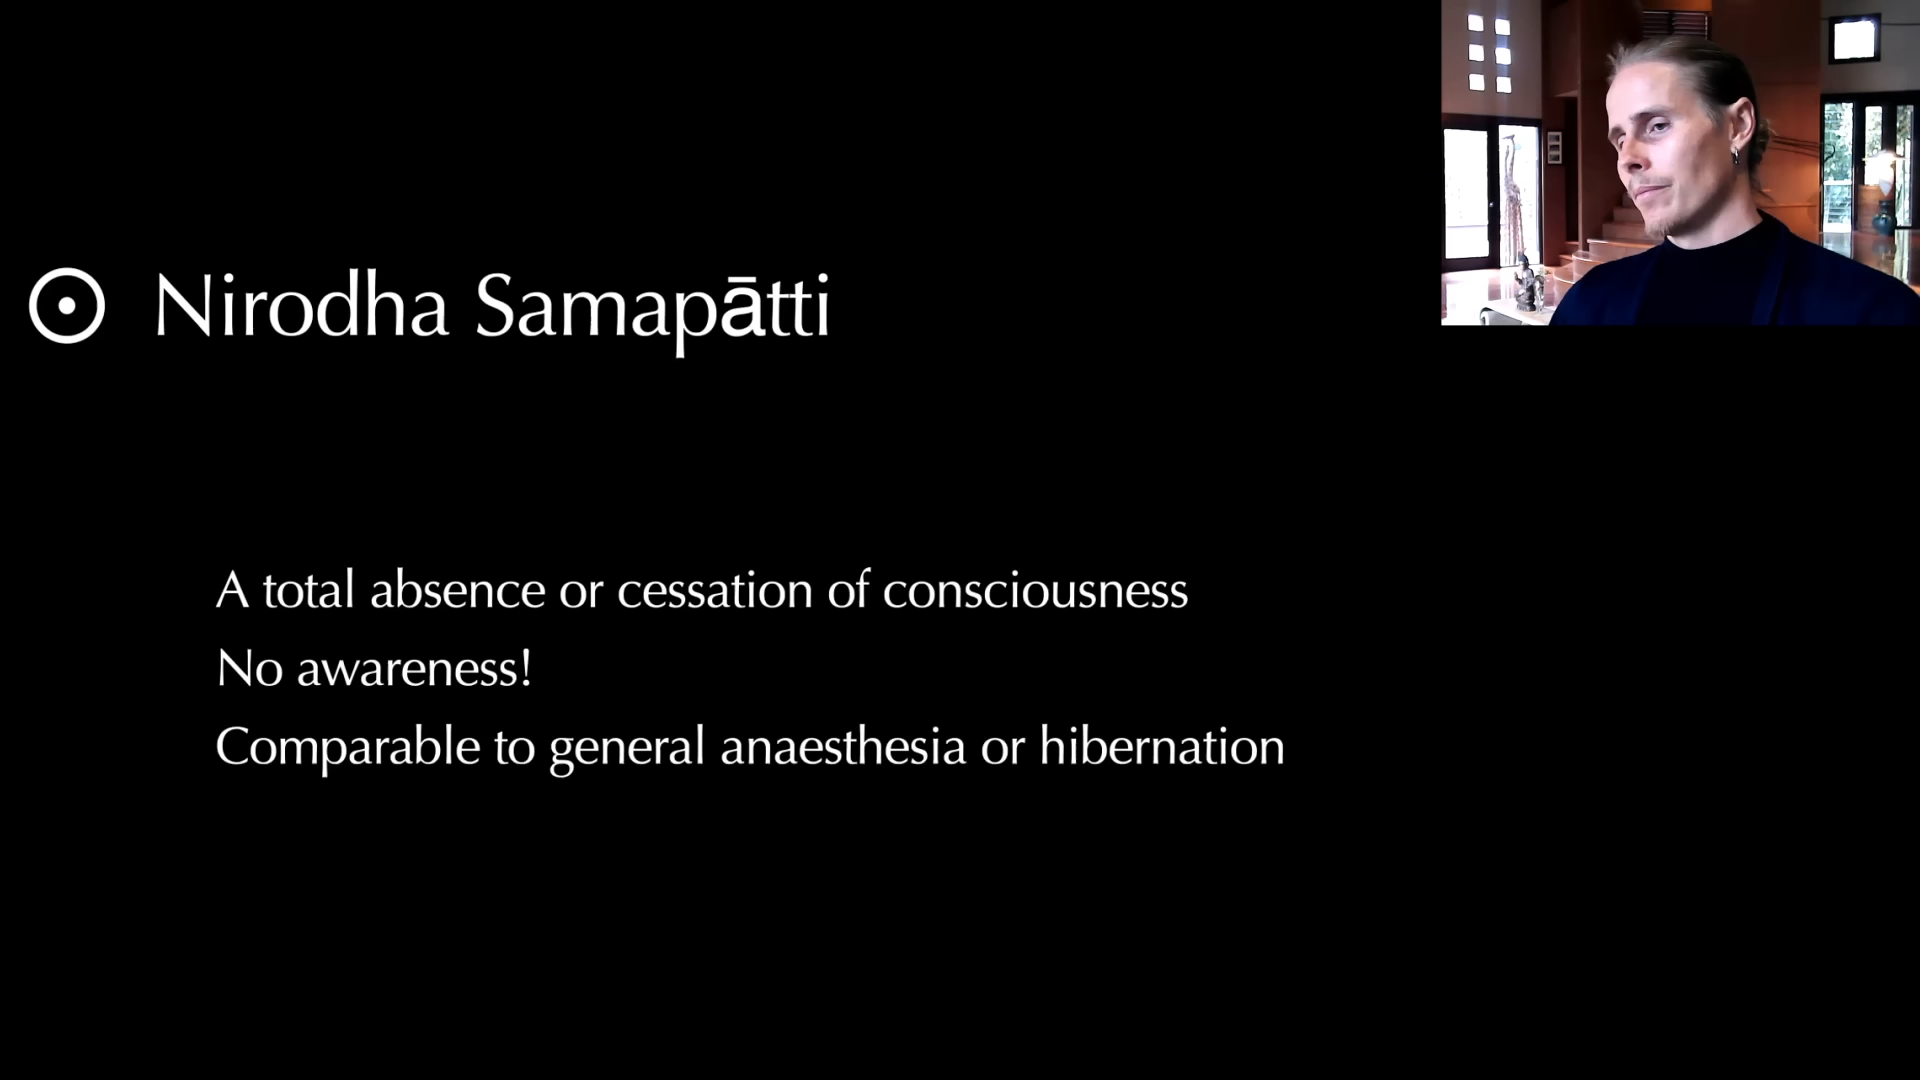 Nirodha Samapātti
A total absence or cessation of consciousness
No awareness!
Comparable to general anaesthesia or hibernation